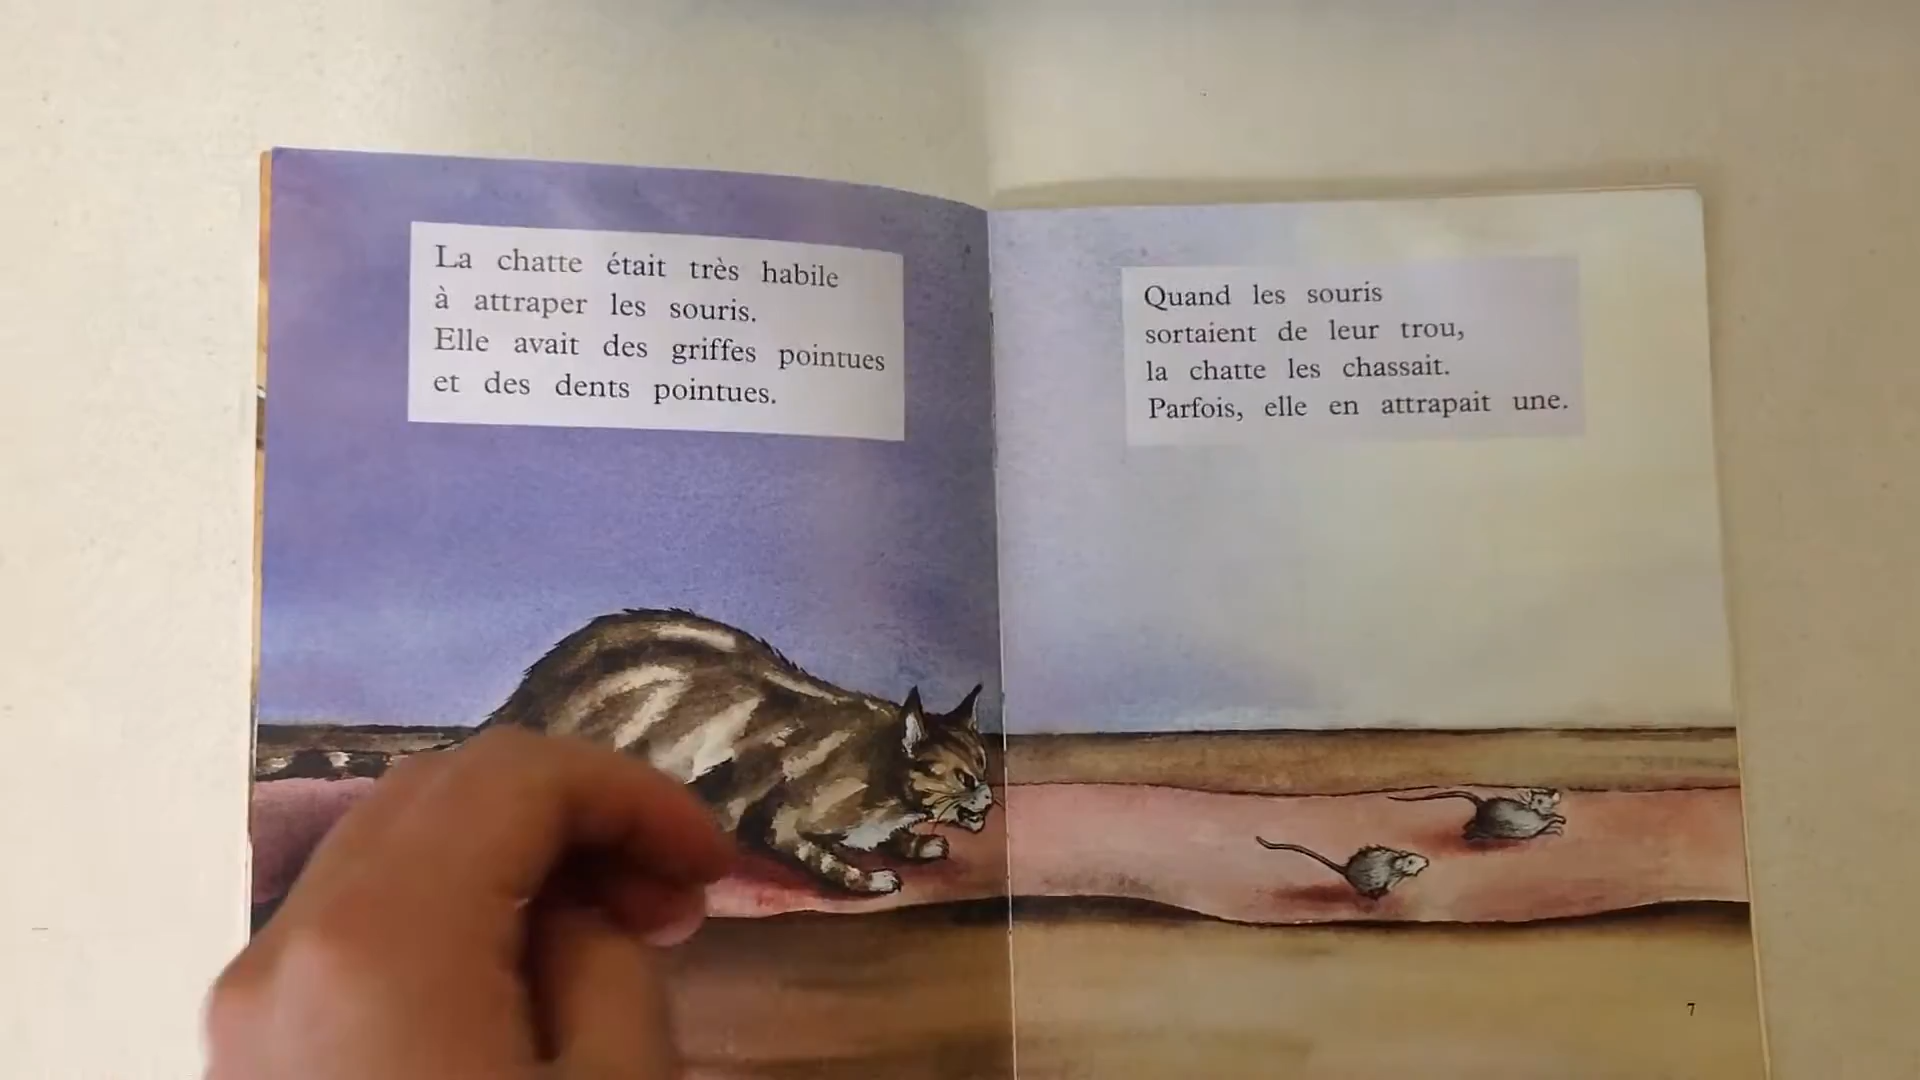 La chatte était très habile
à attraper les souris.
Elle avait des griffes pointues
et des dents pointues.
Quand les souris
sortaient de leur trou,
la chatte les chassait.
Parfois, elle en attrapait une.
7